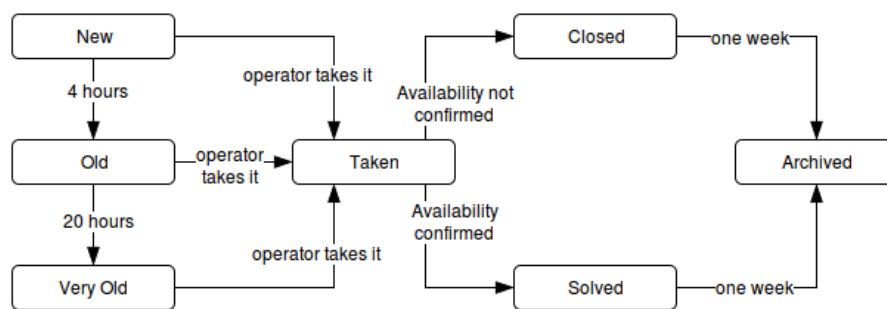 New
Closed
one week
operator takes it
4 hours
Availability not
confirmed
Old
operator
takes it
Taken
Archived
20 hours
Availability
confirmed
operator takes it
Very Old
Solved
one week